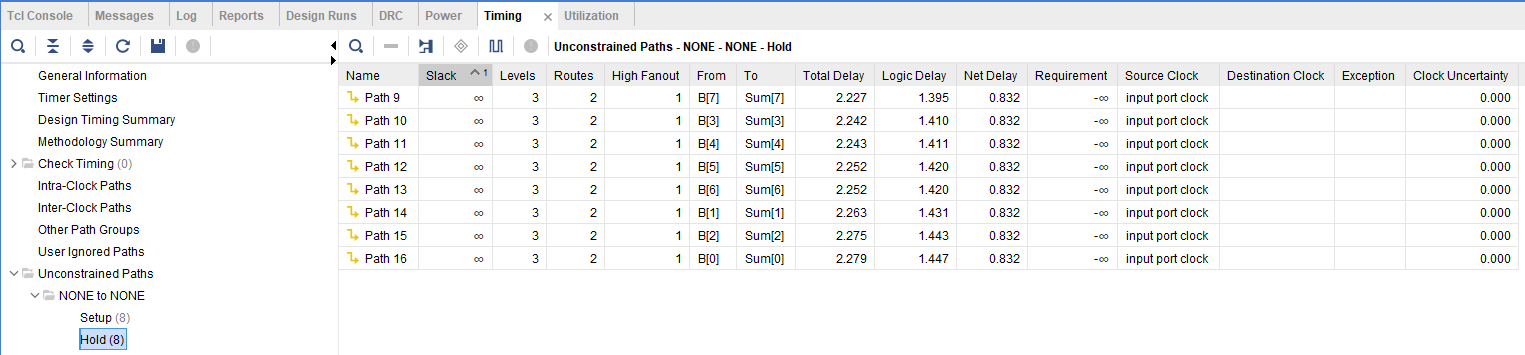 Tcl Console Messages Log Reports Design Runs DRC Power Timing × Utilization
Unconstrained Paths - NONE - NONE - Hold
General Information
Timer Settings
Design Timing Summary
Methodology Summary
Check Timing (0)
Intra-Clock Paths
Inter-Clock Paths
Other Path Groups
User Ignored Paths
Unconstrained Paths
NONE to NONE
Setup (8)
Hold (8)
Name Slack 1 Levels Routes High Fanout From To Total Delay Logic Delay Net Delay Requirement Source Clock Destination Clock Exception Clock Uncertainty
Path 9 ∞ 3 2 1 B[7] Sum[7] 2.227 1.395 0.832 -∞ input port clock 0.000
Path 10 ∞ 3 2 1 B[3] Sum[3] 2.242 1.410 0.832 -∞ input port clock 0.000
Path 11 ∞ 3 2 1 B[4] Sum[4] 2.243 1.411 0.832 -∞ input port clock 0.000
Path 12 ∞ 3 2 1 B[5] Sum[5] 2.252 1.420 0.832 -∞ input port clock 0.000
Path 13 ∞ 3 2 1 B[6] Sum[6] 2.252 1.420 0.832 -∞ input port clock 0.000
Path 14 ∞ 3 2 1 B[1] Sum[1] 2.263 1.431 0.832 -∞ input port clock 0.000
Path 15 ∞ 3 2 1 B[2] Sum[2] 2.275 1.443 0.832 -∞ input port clock 0.000
Path 16 ∞ 3 2 1 B[0] Sum[0] 2.279 1.447 0.832 -∞ input port clock 0.000